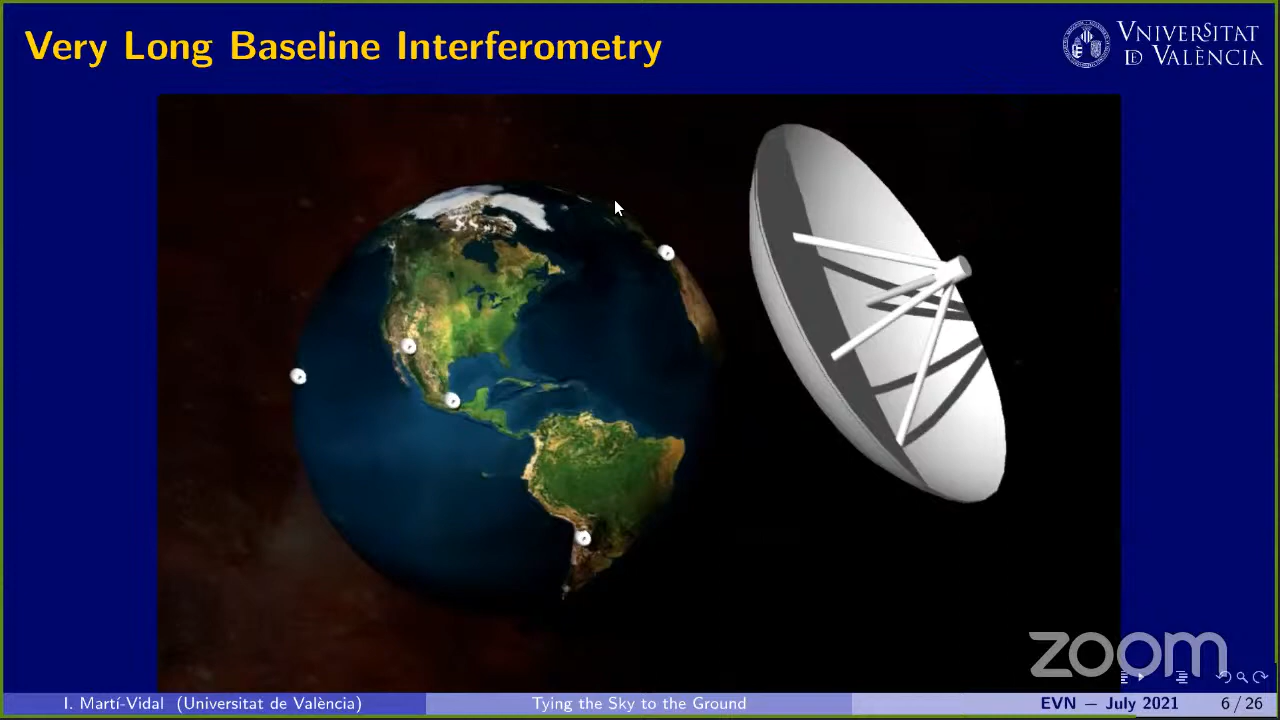 Very Long Baseline Interferometry
VNIVERSITAT
DE VALÈNCIA
zoom
I. Martí-Vidal (Universitat de València)
Tying the Sky to the Ground
EVN — July 2021
6 / 26